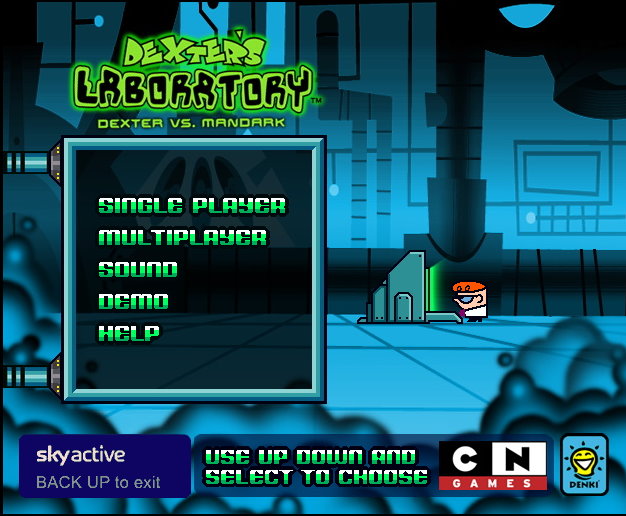 DEXTER'S
LABORATORY™
DEXTER VS. MANDARK
SINGLE PLAYER
MULTIPLAYER
SOUND
DEMO
HELP
skyactive
BACK UP to exit
USE UP DOWN AND
SELECT TO CHOOSE
CN
GAMES
DENKI